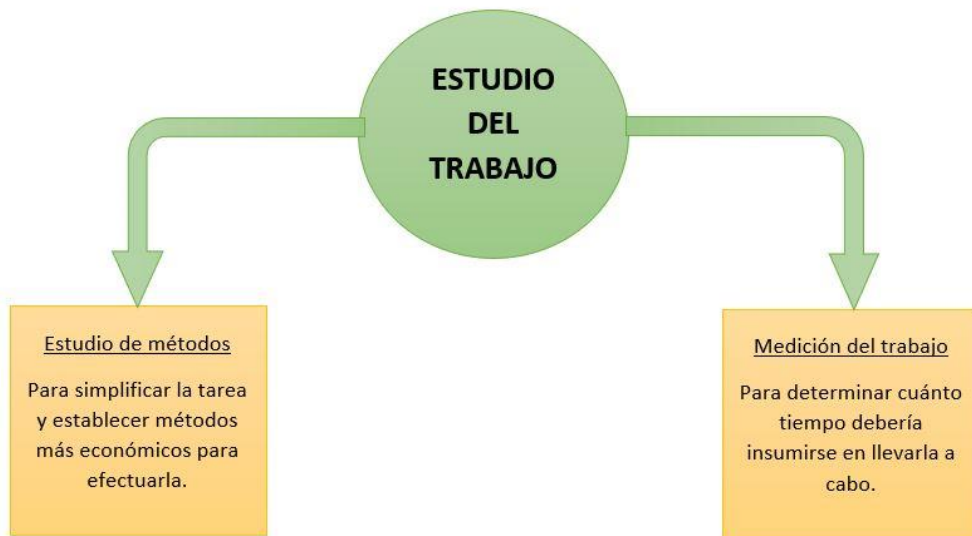 ESTUDIO
DEL
TRABAJO
Estudio de métodos
Para simplificar la tarea
y establecer métodos
más económicos para
efectuarla.
Medición del trabajo
Para determinar cuánto
tiempo debería
insumirse en llevarla a
cabo.